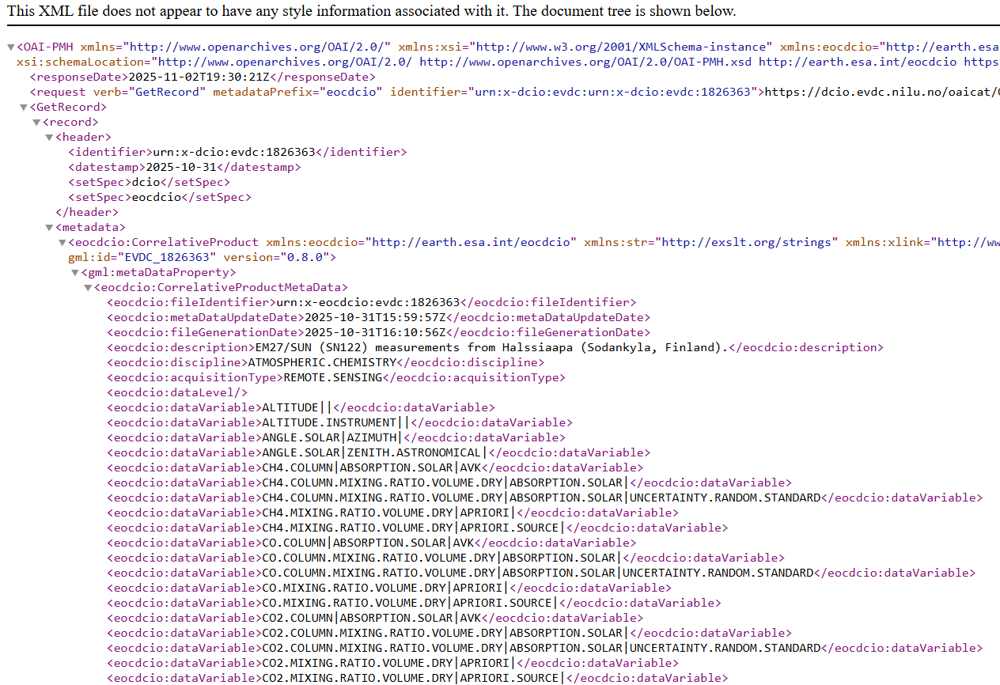 This XML file does not appear to have any style information associated with it. The document tree is shown below.
▼<OAI-PMH xmlns="http://www.openarchives.org/OAI/2.0/" xmlns:xsi="http://www.w3.org/2001/XMLSchema-instance" xmlns:eocdcio="http://earth.esa
xsi:schemaLocation="http://www.openarchives.org/OAI/2.0/ http://www.openarchives.org/OAI/2.0/OAI-PMH.xsd http://earth.esa.int/eocdcio https
<responseDate>2025-11-02T19:30:21Z</responseDate>
<request verb="GetRecord" metadataPrefix="eocdcio" identifier="urn:x-dcio:evdc:urn:x-dcio:evdc:1826363">https://dcio.evdc.nilu.no/oaicat/
▼<GetRecord>
▼<record>
▼<header>
<identifier>urn:x-dcio:evdc:1826363</identifier>
<datestamp>2025-10-31</datestamp>
<setSpec>dcio</setSpec>
<setSpec>eocdcio</setSpec>
</header>
▼<metadata>
▼<eocdcio:CorrelativeProduct xmlns:eocdcio="http://earth.esa.int/eocdcio" xmlns:str="http://exslt.org/strings" xmlns:xlink="http://ww
gml:id="EVDC_1826363" version="0.8.0">
▼<gml:metaDataProperty>
▼<eocdcio:CorrelativeProductMetaData>
<eocdcio:fileIdentifier>urn:x-eocdcio:evdc:1826363</eocdcio:fileIdentifier>
<eocdcio:metaDataUpdateDate>2025-10-31T15:59:57Z</eocdcio:metaDataUpdateDate>
<eocdcio:fileGenerationDate>2025-10-31T16:10:56Z</eocdcio:fileGenerationDate>
<eocdcio:description>EM27/SUN (SN122) measurements from Halssiaapa (Sodankyla, Finland).</eocdcio:description>
<eocdcio:discipline>ATMOSPHERIC.CHEMISTRY</eocdcio:discipline>
<eocdcio:acquisitionType>REMOTE.SENSING</eocdcio:acquisitionType>
<eocdcio:dataLevel/>
<eocdcio:dataVariable>ALTITUDE||</eocdcio:dataVariable>
<eocdcio:dataVariable>ALTITUDE.INSTRUMENT||</eocdcio:dataVariable>
<eocdcio:dataVariable>ANGLE.SOLAR|AZIMUTH|</eocdcio:dataVariable>
<eocdcio:dataVariable>ANGLE.SOLAR|ZENITH.ASTRONOMICAL|</eocdcio:dataVariable>
<eocdcio:dataVariable>CH4.COLUMN|ABSORPTION.SOLAR|AVK</eocdcio:dataVariable>
<eocdcio:dataVariable>CH4.COLUMN.MIXING.RATIO.VOLUME.DRY|ABSORPTION.SOLAR|</eocdcio:dataVariable>
<eocdcio:dataVariable>CH4.COLUMN.MIXING.RATIO.VOLUME.DRY|ABSORPTION.SOLAR|UNCERTAINTY.RANDOM.STANDARD</eocdcio:dataVariable>
<eocdcio:dataVariable>CH4.MIXING.RATIO.VOLUME.DRY|APRIORI|</eocdcio:dataVariable>
<eocdcio:dataVariable>CH4.MIXING.RATIO.VOLUME.DRY|APRIORI.SOURCE|</eocdcio:dataVariable>
<eocdcio:dataVariable>CO.COLUMN|ABSORPTION.SOLAR|AVK</eocdcio:dataVariable>
<eocdcio:dataVariable>CO.COLUMN.MIXING.RATIO.VOLUME.DRY|ABSORPTION.SOLAR|</eocdcio:dataVariable>
<eocdcio:dataVariable>CO.COLUMN.MIXING.RATIO.VOLUME.DRY|ABSORPTION.SOLAR|UNCERTAINTY.RANDOM.STANDARD</eocdcio:dataVariable>
<eocdcio:dataVariable>CO.MIXING.RATIO.VOLUME.DRY|APRIORI|</eocdcio:dataVariable>
<eocdcio:dataVariable>CO.MIXING.RATIO.VOLUME.DRY|APRIORI.SOURCE|</eocdcio:dataVariable>
<eocdcio:dataVariable>CO2.COLUMN|ABSORPTION.SOLAR|AVK</eocdcio:dataVariable>
<eocdcio:dataVariable>CO2.COLUMN.MIXING.RATIO.VOLUME.DRY|ABSORPTION.SOLAR|</eocdcio:dataVariable>
<eocdcio:dataVariable>CO2.COLUMN.MIXING.RATIO.VOLUME.DRY|ABSORPTION.SOLAR|UNCERTAINTY.RANDOM.STANDARD</eocdcio:dataVariable>
<eocdcio:dataVariable>CO2.MIXING.RATIO.VOLUME.DRY|APRIORI|</eocdcio:dataVariable>
<eocdcio:dataVariable>CO2.MIXING.RATIO.VOLUME.DRY|APRIORI.SOURCE|</eocdcio:dataVariable>